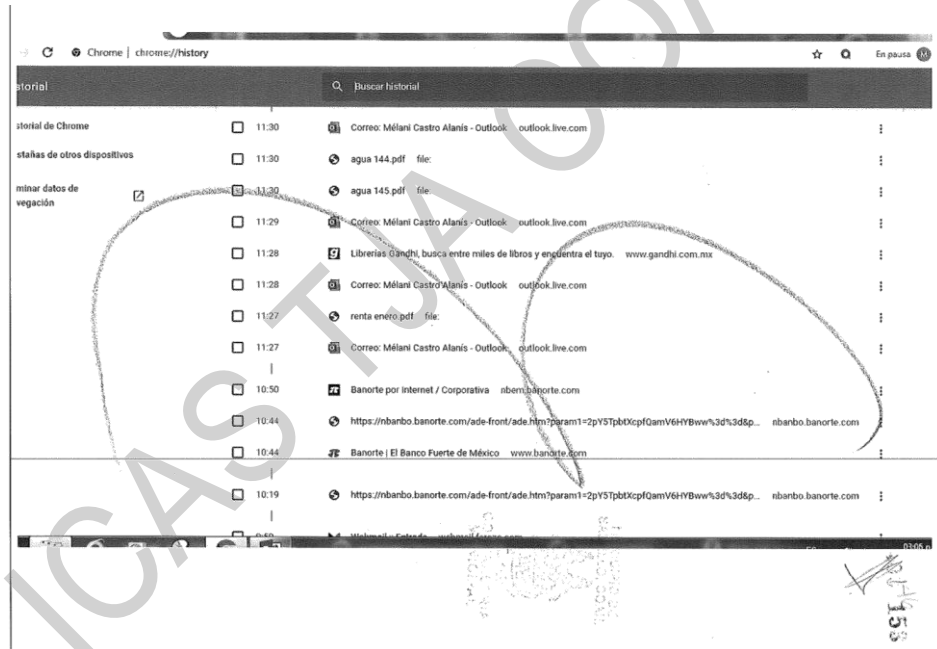 Chrome | chrome://history En pausa M
storial Buscar historial
storial de Chrome
stañas de otros dispositivos
minar datos de
vegación
11:30 Correo: Mélani Castro Alanís - Outlook outlook.live.com
11:30 agua 144.pdf file:
11:30 agua 145.pdf file:
11:29 Correo: Mélani Castro Alanís - Outlook outlook.live.com
11:28 Librerías Gandhi, busca entre miles de libros y encuentra el tuyo. www.gandhi.com.mx
11:28 Correo: Mélani Castro Alanís - Outlook outlook.live.com
11:27 renta enero.pdf file:
11:27 Correo: Mélani Castro Alanís - Outlook outlook.live.com
10:50 Banorte por Internet / Corporativa nbem.banorte.com
10:44 https://nbanbo.banorte.com/ade-front/ade.htm?param1=2pY5TpbtXcpfQamV6HYBww%3d%3d&p... nbanbo.banorte.com
10:44 Banorte | El Banco Fuerte de México www.banorte.com
10:19 https://nbanbo.banorte.com/ade-front/ade.htm?param1=2pY5TpbtXcpfQamV6HYBww%3d%3d&p... nbanbo.banorte.com
03:06 p
ICAS TJA CO